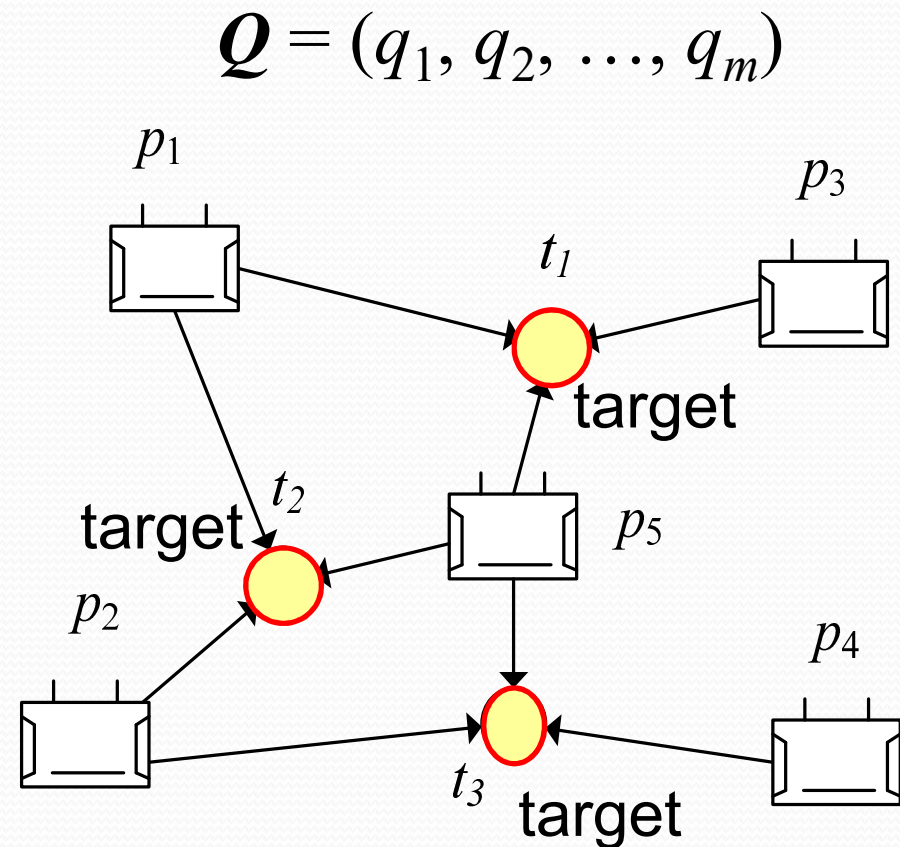 Q = (q₁, q₂, …, qₘ)
p₁
p₃
t₁
target
t₂
target
p₅
p₂
p₄
t₃
target